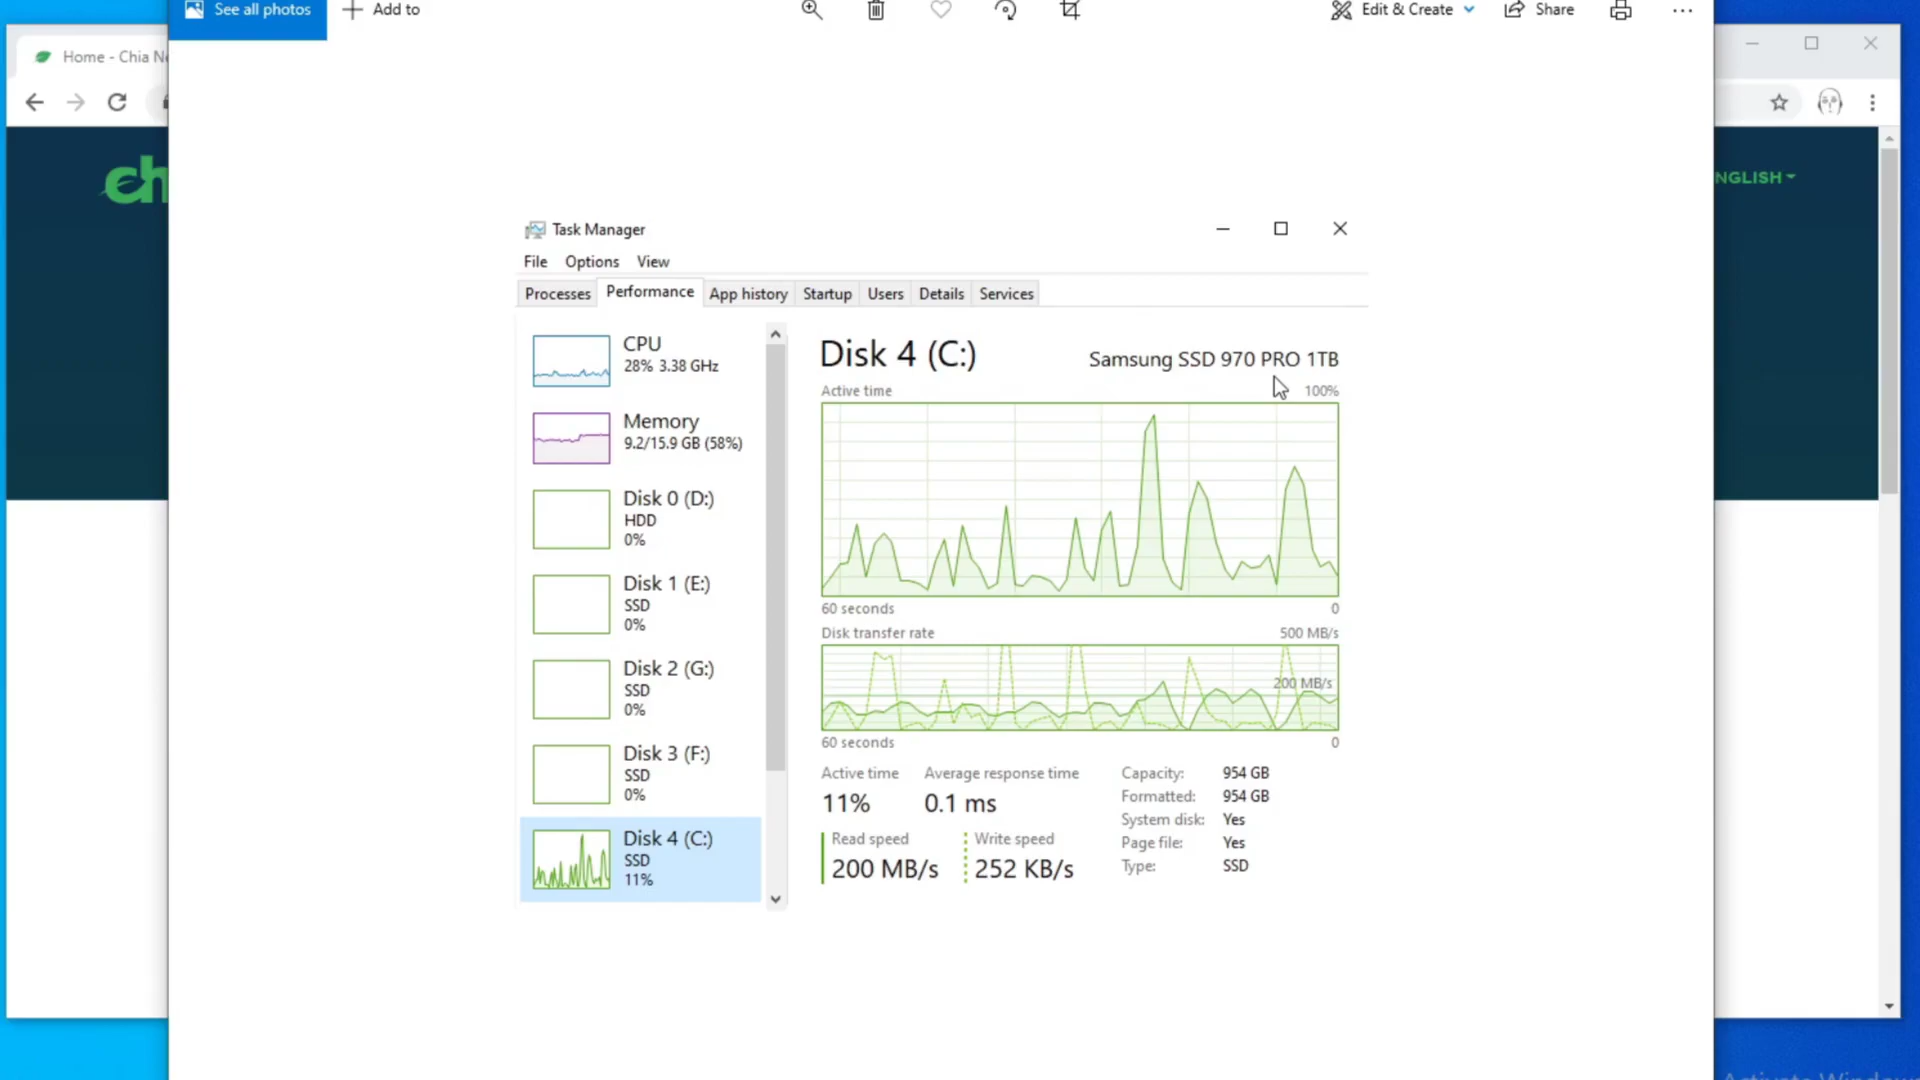 See all photos
Add to
Edit & Create
Share
Home - Chia Ne
ch
NGLISH
Task Manager
File Options View
Processes Performance App history Startup Users Details Services
CPU
28% 3.38 GHz
Memory
9.2/15.9 GB (58%)
Disk 0 (D:)
HDD
0%
Disk 1 (E:)
SSD
0%
Disk 2 (G:)
SSD
0%
Disk 3 (F:)
SSD
0%
Disk 4 (C:)
SSD
11%
Disk 4 (C:) Samsung SSD 970 PRO 1TB
Active time 100%
60 seconds 0
Disk transfer rate 500 MB/s
200 MB/s
60 seconds 0
Active time Average response time
11% 0.1 ms
Read speed Write speed
200 MB/s 252 KB/s
Capacity: 954 GB
Formatted: 954 GB
System disk: Yes
Page file: Yes
Type: SSD